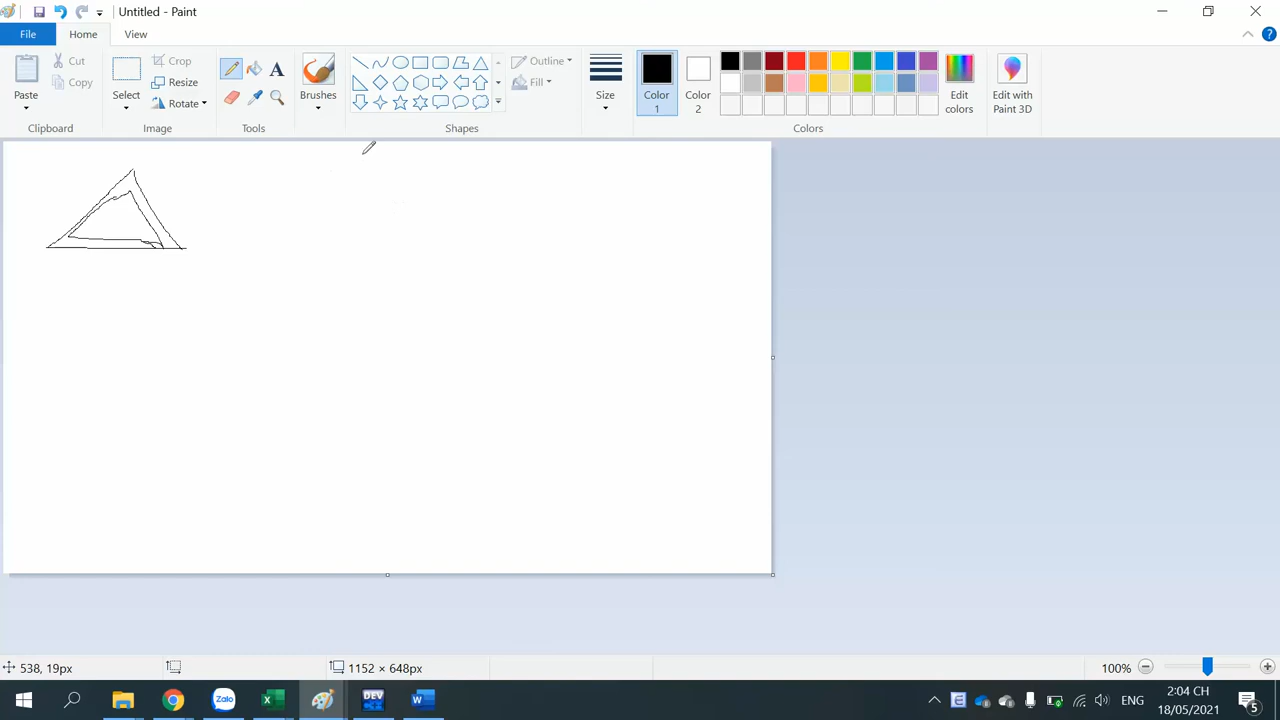 Untitled - Paint
File
Home
View
Paste
Cut
Copy
Clipboard
Select
Crop
Resize
Rotate
Image
A
Tools
Brushes
Outline
Fill
Shapes
Size
Color 1
Color 2
Edit colors
Colors
Edit with Paint 3D
538, 19px
1152 × 648px
100%
Zalo
DEV
ENG
2:04 CH
18/05/2021
5